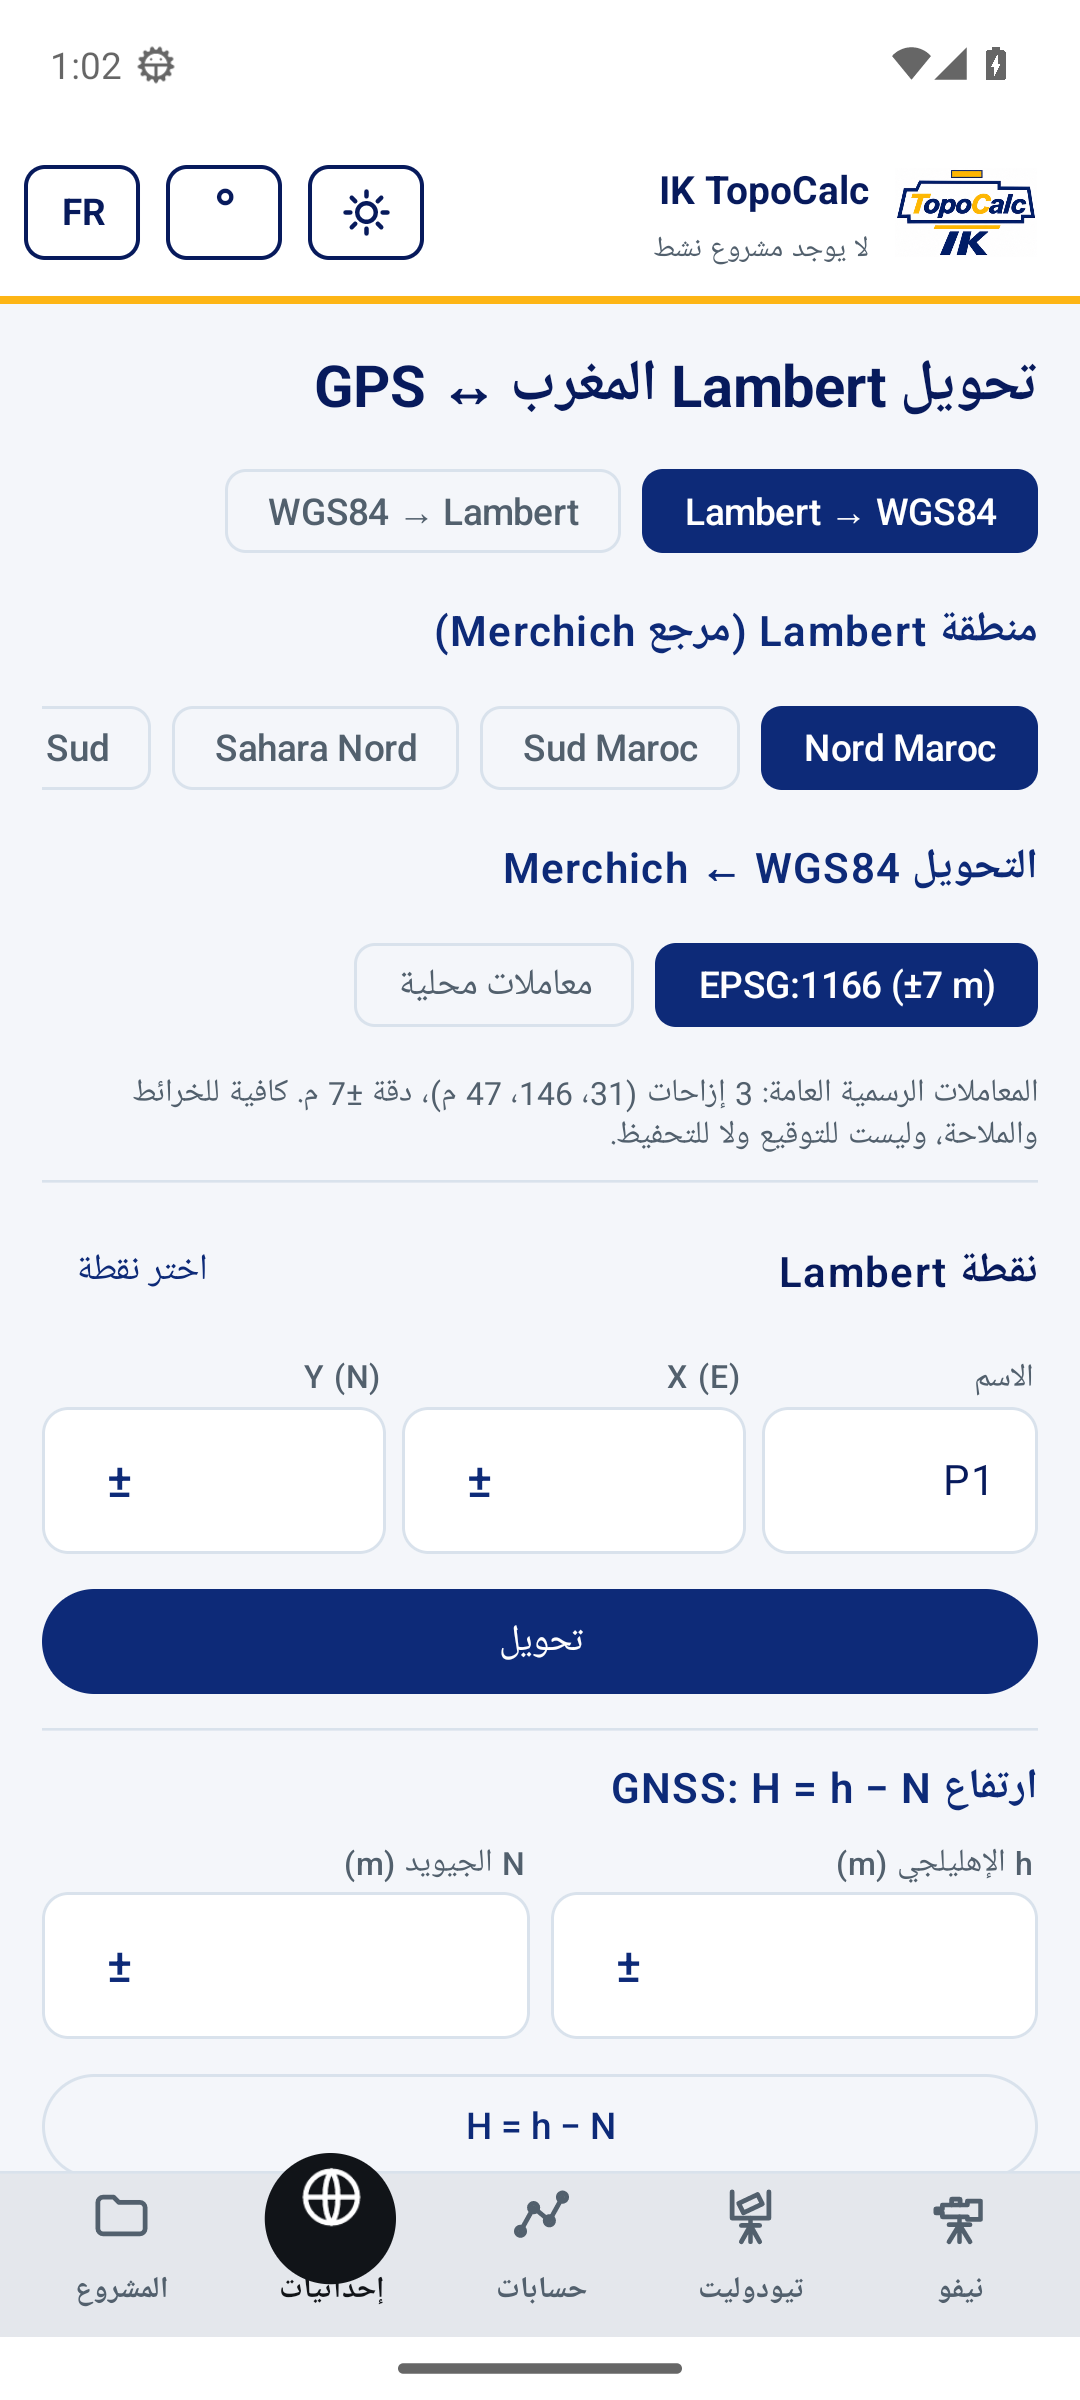 1:02
IK TopoCalc
لا يوجد مشروع نشط
TopoCalc
IK
°
FR
تحويل Lambert المغرب ↔ GPS
Lambert → WGS84
WGS84 → Lambert
منطقة Lambert (مرجع Merchich)
Nord Maroc
Sud Maroc
Sahara Nord
Sud
التحويل Merchich ← WGS84
EPSG:1166 (±7 m)
معاملات محلية
المعاملات الرسمية العامة: 3 إزاحات (31، 146، 47 م)، دقة ±7 م. كافية للخرائط
والملاحة، وليست للتوقيع ولا للتحفيظ.
نقطة Lambert
اختر نقطة
الاسم
X (E)
Y (N)
P1
±
±
تحويل
ارتفاع GNSS: H = h − N
h الإهليلجي (m)
N الجيويد (m)
±
±
H = h − N
نيفو
تيودوليت
حسابات
إحداثيات
المشروع